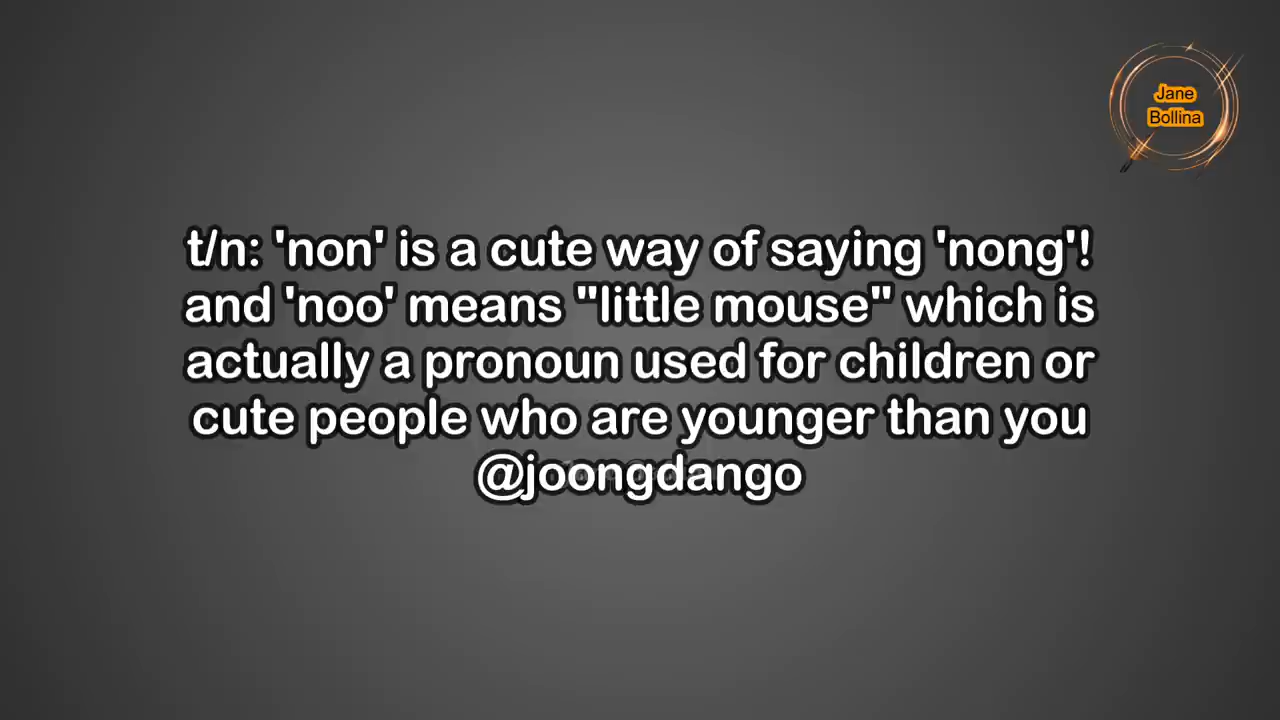 Jane
Bollina
t/n: 'non' is a cute way of saying 'nong'!
and 'noo' means "little mouse" which is
actually a pronoun used for children or
cute people who are younger than you
@joongdango